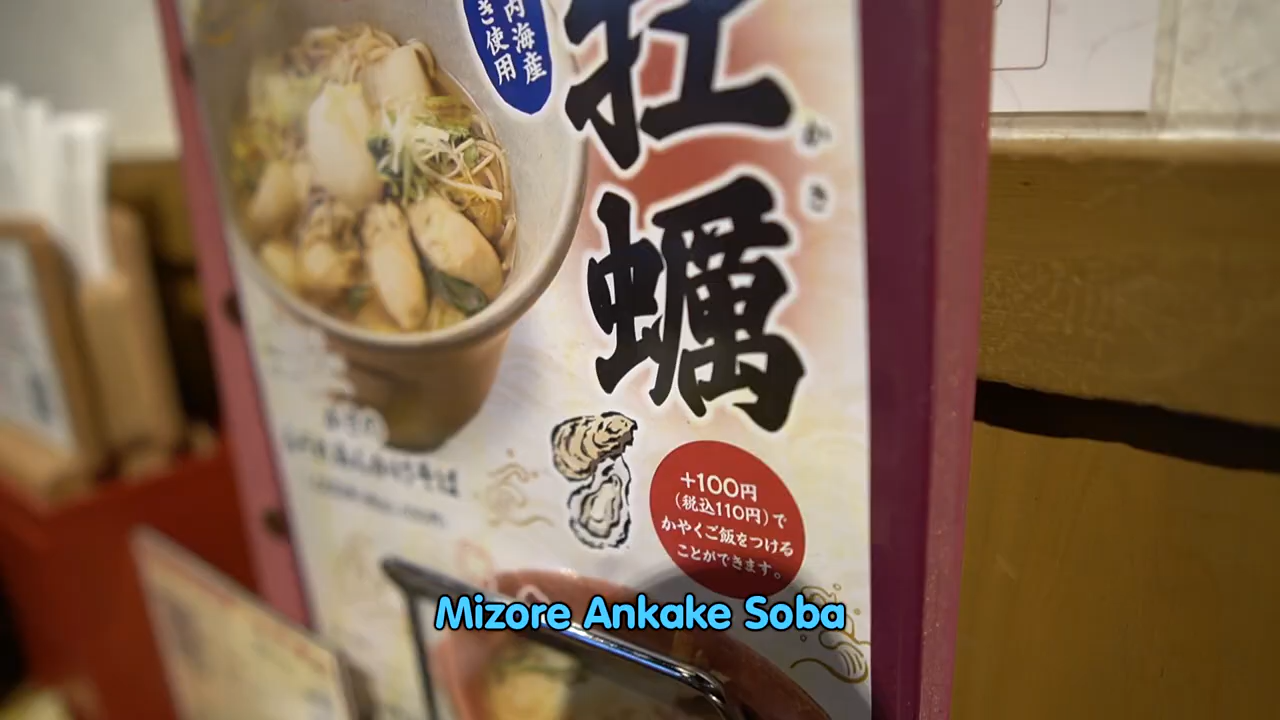 内海産
き使用
牡
蠣
かき
+100円
(税込110円)で
かやくご飯をつける
ことができます。
Mizore Ankake Soba